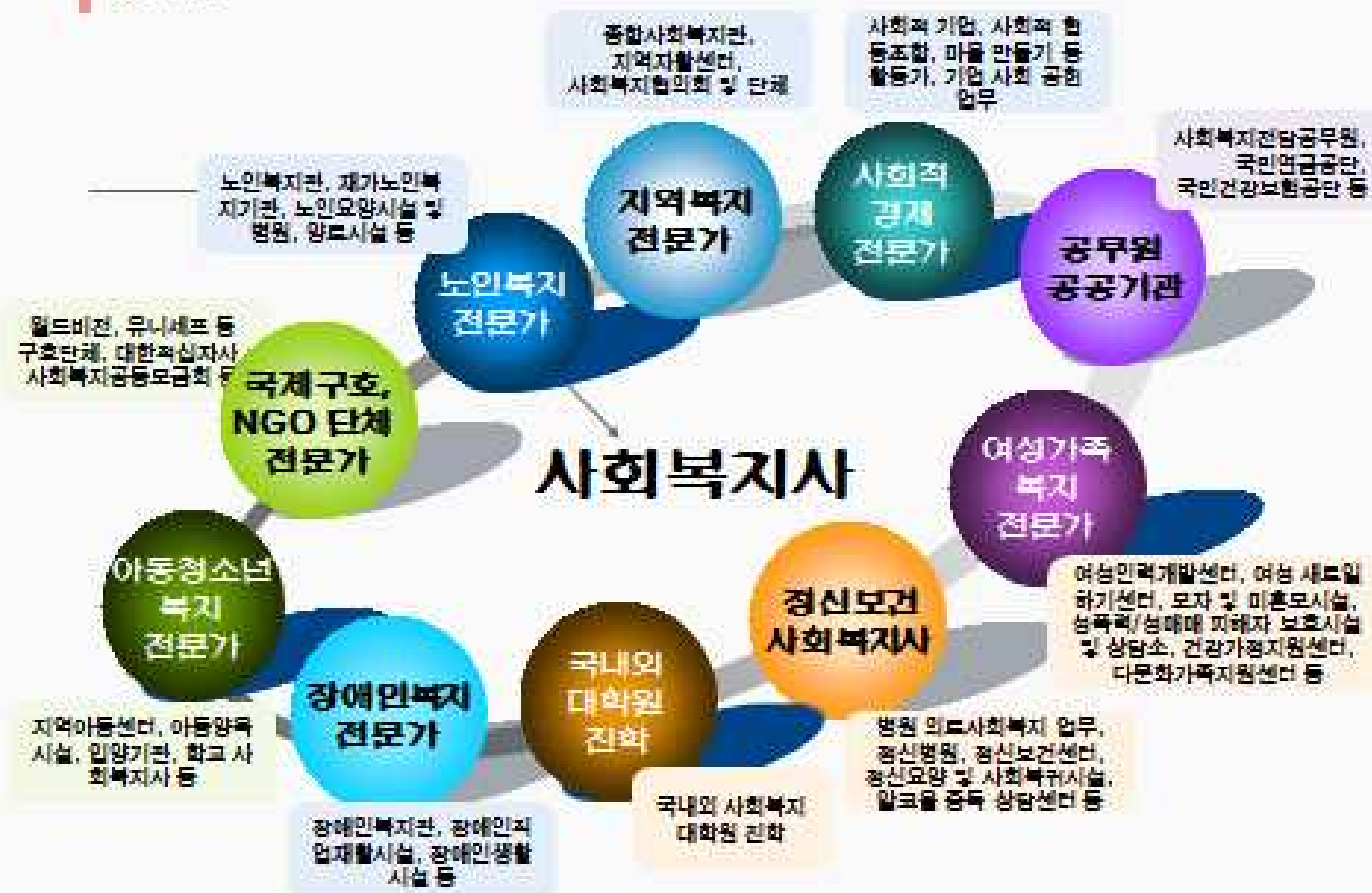 종합사회복지관,
지역자활센터,
사회복지협의회 및 단체
사회적 기업, 사회적 협
동조합, 마을 만들기 등
활동가, 기업 사회 공헌
업무
사회복지전담공무원,
국민연금공단,
국민건강보험공단 등
노인복지관, 재가노인복
지기관, 노인요양시설 및
병원, 양로시설 등
지역복지
전문가
사회적
경제
전문가
공무원
공공기관
노인복지
전문가
월드비전, 유니세프 등
구호단체, 대한적십자사,
사회복지공동모금회 등
국제구호,
NGO 단체
전문가
사회복지사
여성가족
복지
전문가
아동청소년
복지
전문가
정신보건
사회복지사
여성인력개발센터, 여성 새로일
하기센터, 모자 및 미혼모시설,
성폭력/성매매 피해자 보호시설
및 상담소, 건강가정지원센터,
다문화가족지원센터 등
장애인복지
전문가
국내외
대학원
진학
지역아동센터, 아동양육
시설, 입양기관, 학교 사
회복지사 등
병원 의료사회복지 업무,
정신병원, 정신보건센터,
정신요양 및 사회복귀시설,
알코올 중독 상담센터 등
국내외 사회복지
대학원 진학
장애인복지관, 장애인직
업재활시설, 장애인생활
시설 등